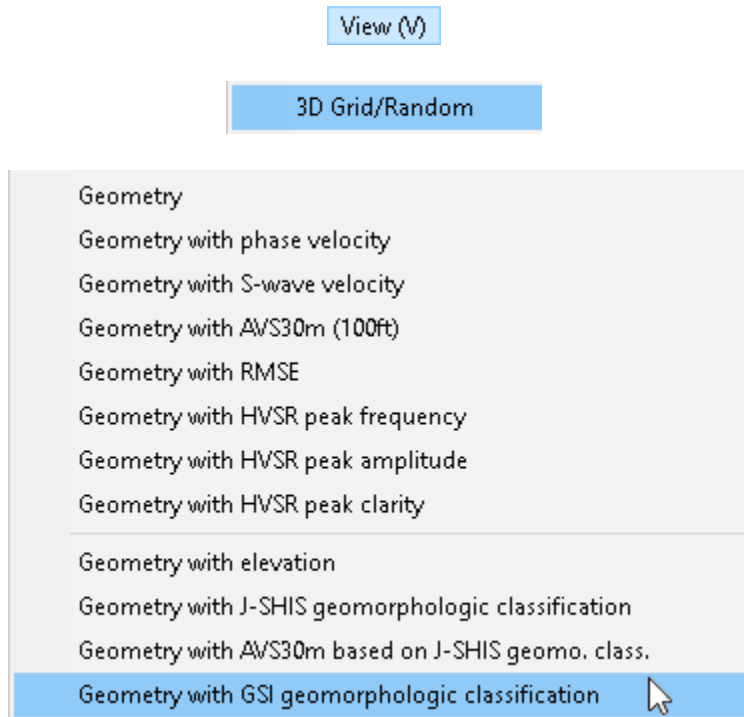 View (V)
3D Grid/Random
Geometry
Geometry with phase velocity
Geometry with S-wave velocity
Geometry with AVS30m (100ft)
Geometry with RMSE
Geometry with HVSR peak frequency
Geometry with HVSR peak amplitude
Geometry with HVSR peak clarity
Geometry with elevation
Geometry with J-SHIS geomorphologic classification
Geometry with AVS30m based on J-SHIS geomo. class.
Geometry with GSI geomorphologic classification